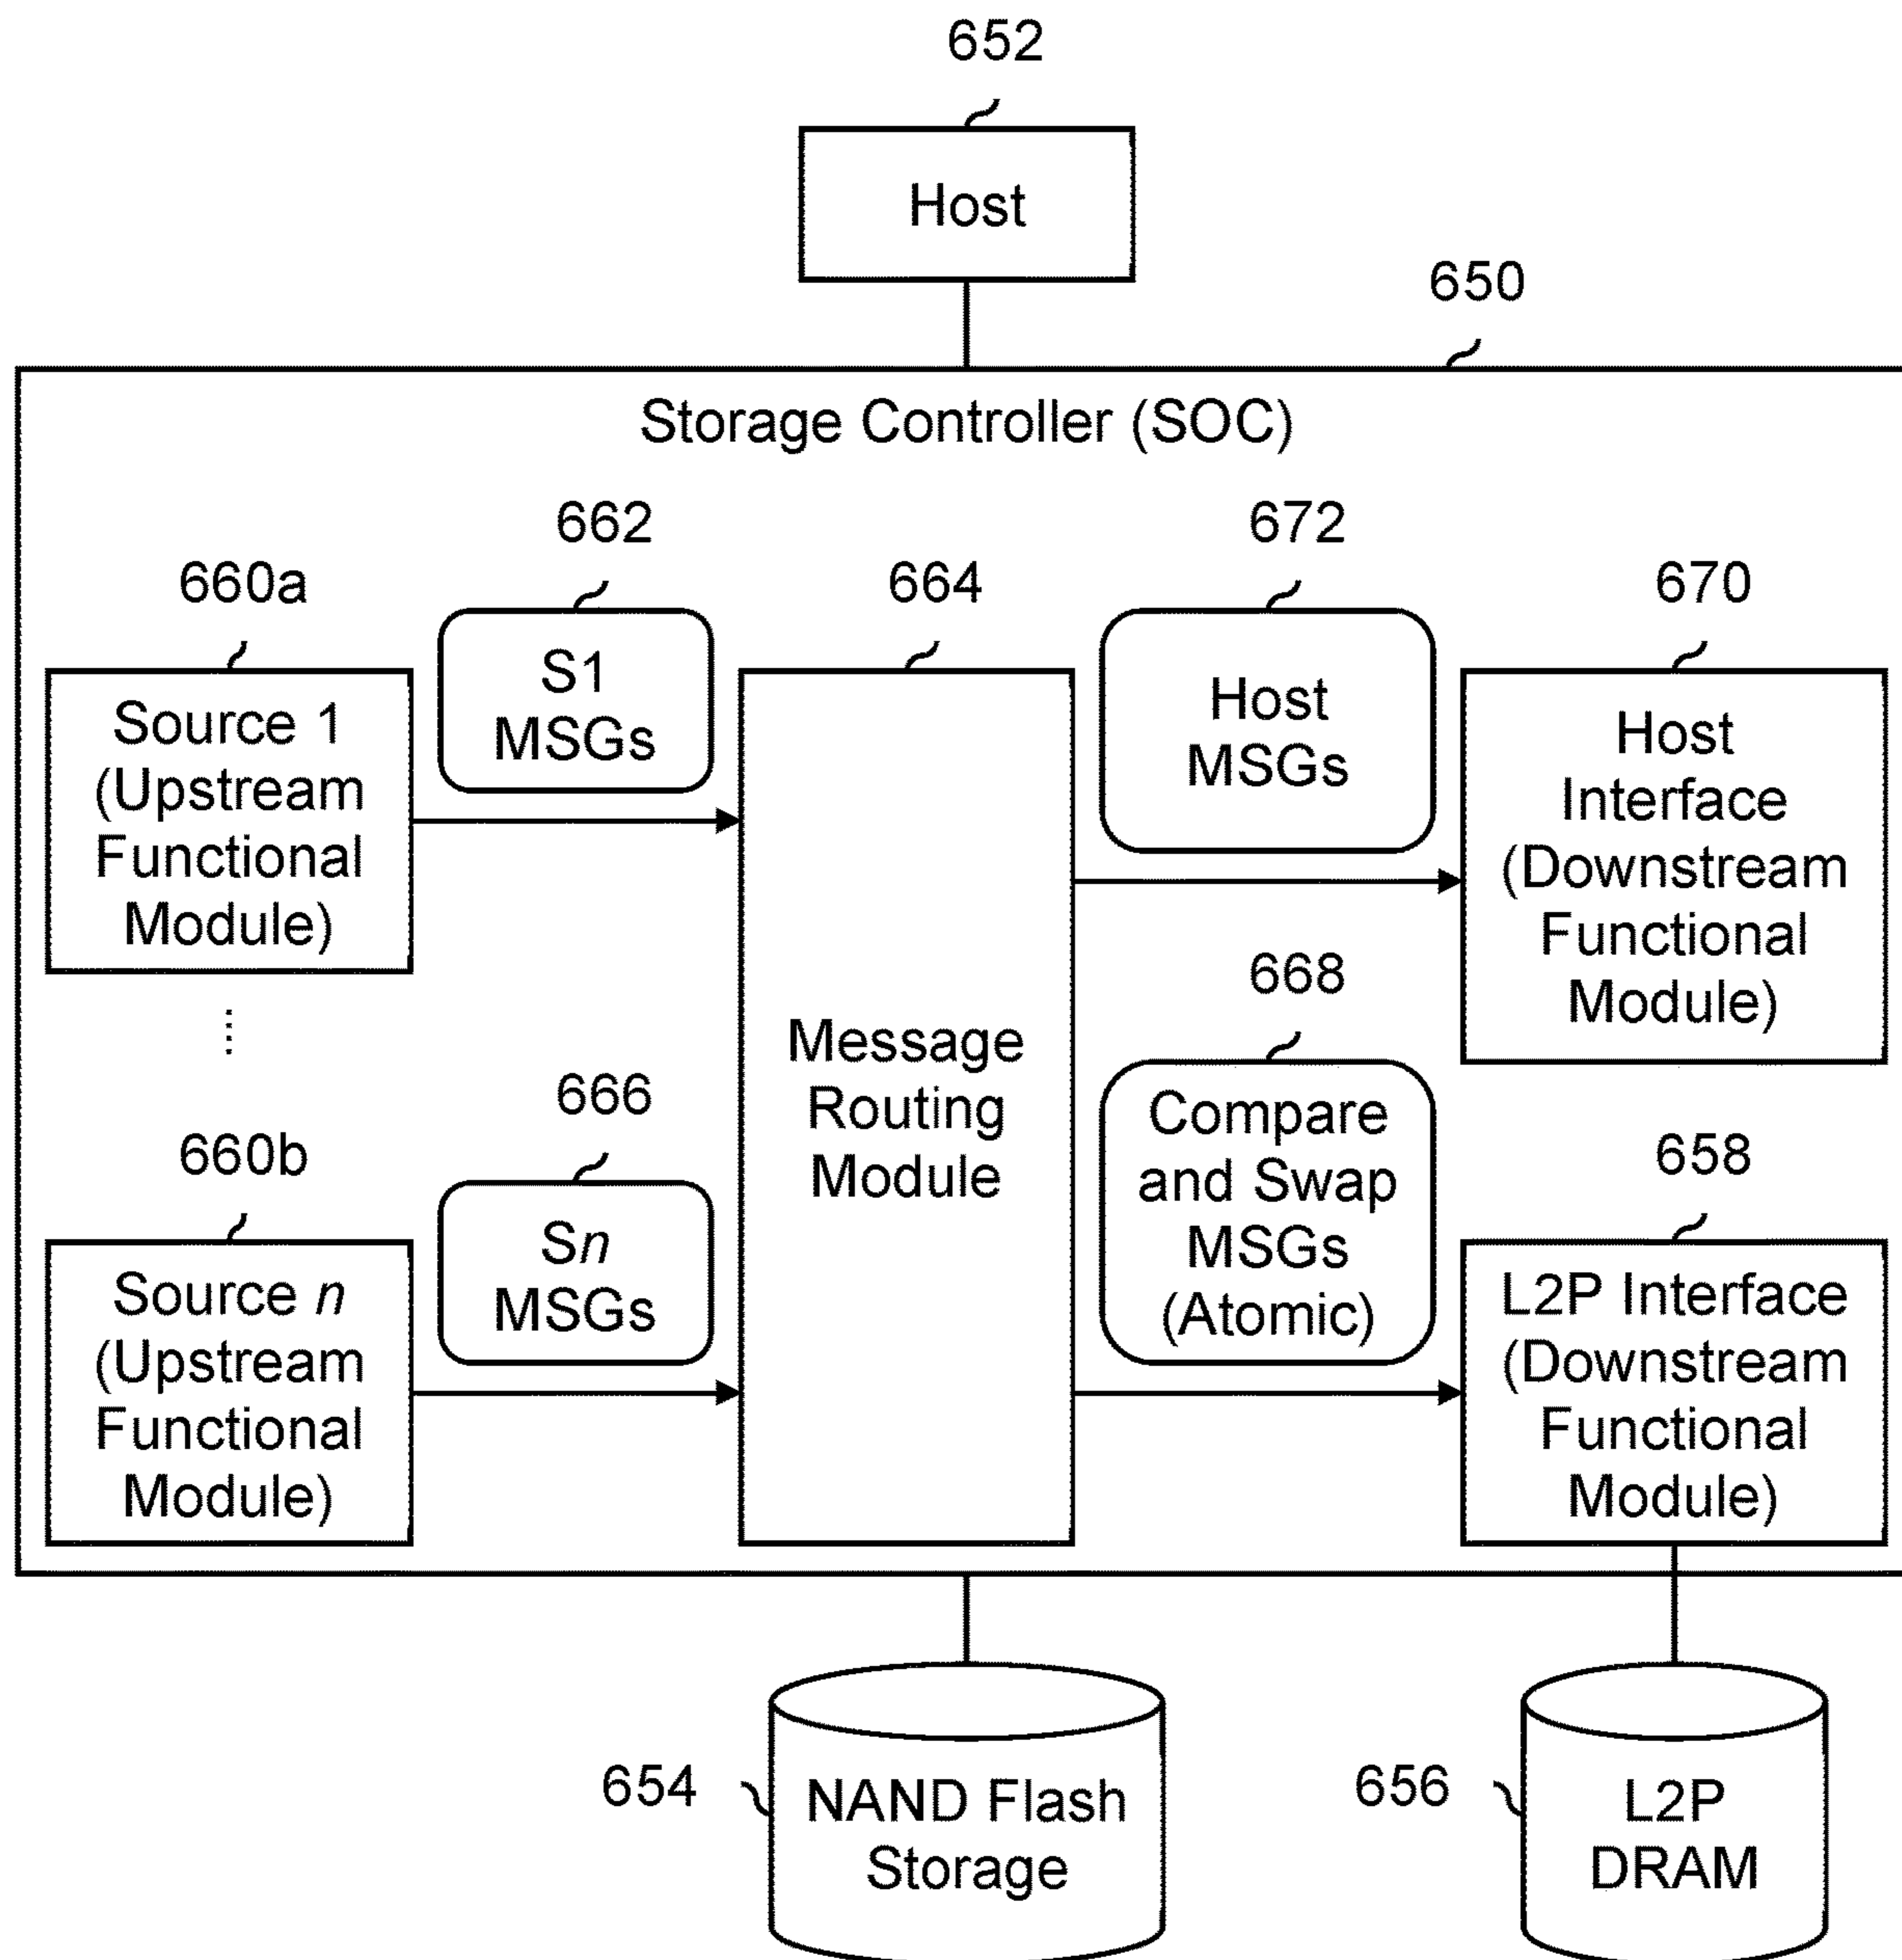 652
Host
650
Storage Controller (SOC)
662
672
660a
664
670
S1
MSGs
Host
MSGs
Source 1
(Upstream
Functional
Module)
Host
Interface
(Downstream
Functional
Module)
668
Message
Routing
Module
666
Compare
and Swap
MSGs
(Atomic)
660b
658
Sn
MSGs
Source n
(Upstream
Functional
Module)
L2P Interface
(Downstream
Functional
Module)
654
NAND Flash
Storage
656
L2P
DRAM